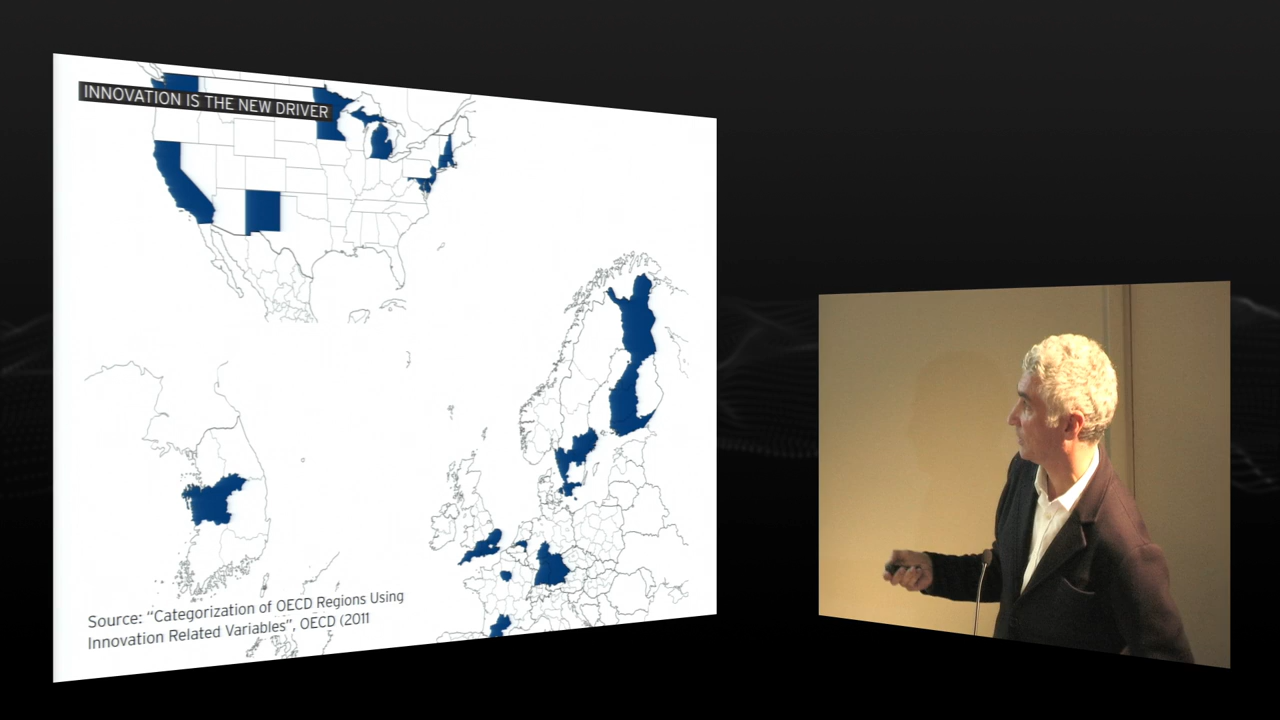 INNOVATION IS THE NEW DRIVER
Source: “Categorization of OECD Regions Using
Innovation Related Variables”, OECD (2011